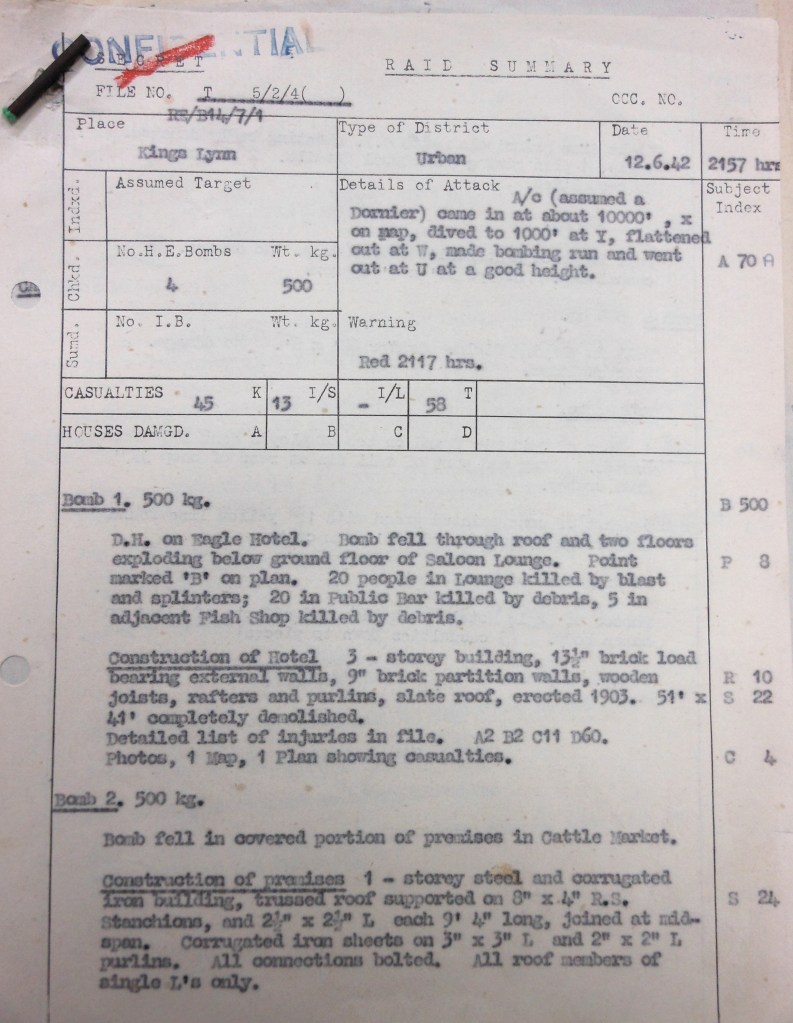 CONFIDENTIAL
SECRET
RAID SUMMARY
FILE NO. T 5/2/4( )
OCC. NO.
RE/B14/7/1
Place
Kings Lynn
Type of District
Urban
Date
12.6.42
Time
2157 hrs
Indxd.
Assumed Target
Details of Attack
A/c (assumed a
Dornier) came in at about 10000', x
on map, dived to 1000' at Y, flattened
out at W, made bombing run and went
out at U at a good height.
Subject
Index
A 70 A
Chkd.
No.H.E.Bombs Wt. kg.
4 500
Sumd.
No. I.B. Wt. kg.
Warning
Red 2117 hrs.
CASUALTIES 45 K 13 I/S - I/L 58 T
HOUSES DAMGD. A B C D
Bomb 1. 500 kg.
B 500
D.H. on Eagle Hotel. Bomb fell through roof and two floors
exploding below ground floor of Saloon Lounge. Point
P 8
marked 'B' on plan. 20 people in Lounge killed by blast
and splinters; 20 in Public Bar killed by debris, 5 in
adjacent Fish Shop killed by debris.
Construction of Hotel 3 - storey building, 13½" brick load
bearing external walls, 9" brick partition walls, wooden
R 10
joists, rafters and purlins, slate roof, erected 1903. 51' x
S 22
41' completely demolished.
Detailed list of injuries in file. A2 B2 C11 D60.
Photos, 1 Map, 1 Plan showing casualties.
C 4
Bomb 2. 500 kg.
Bomb fell in covered portion of premises in Cattle Market.
Construction of premises 1 - storey steel and corrugated
iron building, trussed roof supported on 8" x 4" R.S.
S 24
Stanchions, and 2½" x 2½" L each 9' 4" long, joined at mid-
span. Corrugated iron sheets on 3" x 3" L and 2" x 2" L
purlins. All connections bolted. All roof members of
single L's only.